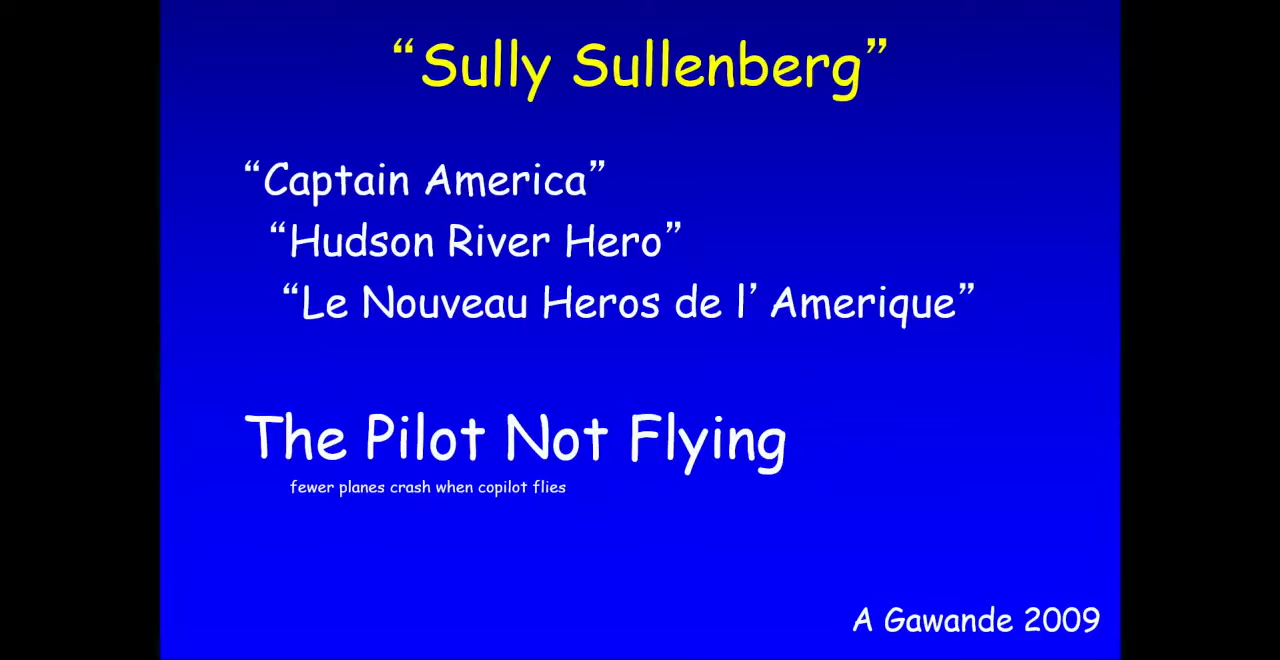 “Sully Sullenberg”
“Captain America”
“Hudson River Hero”
“Le Nouveau Heros de l’ Amerique”
The Pilot Not Flying
fewer planes crash when copilot flies
A Gawande 2009